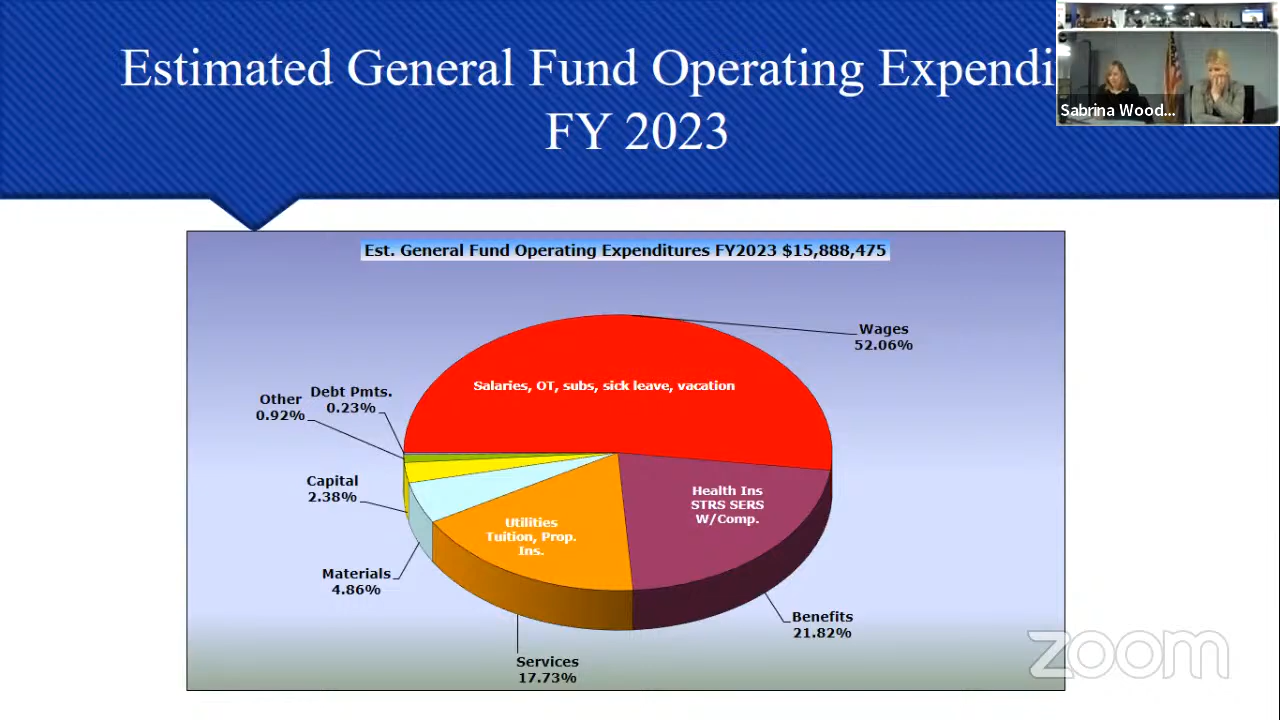 Estimated General Fund Operating Expendi
FY 2023
Sabrina Wood...
Est. General Fund Operating Expenditures FY2023 $15,888,475
Wages
52.06%
Salaries, OT, subs, sick leave, vacation
Debt Pmts.
0.23%
Other
0.92%
Capital
2.38%
Health Ins
STRS SERS
W/Comp.
Utilities
Tuition, Prop.
Ins.
Materials
4.86%
Benefits
21.82%
Services
17.73%
zoom